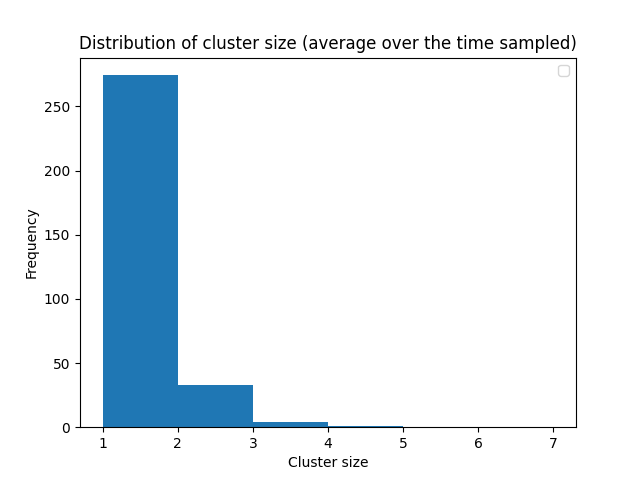 Distribution of cluster size (average over the time sampled)
250
200
150
100
50
0
Frequency
1 2 3 4 5 6 7
Cluster size